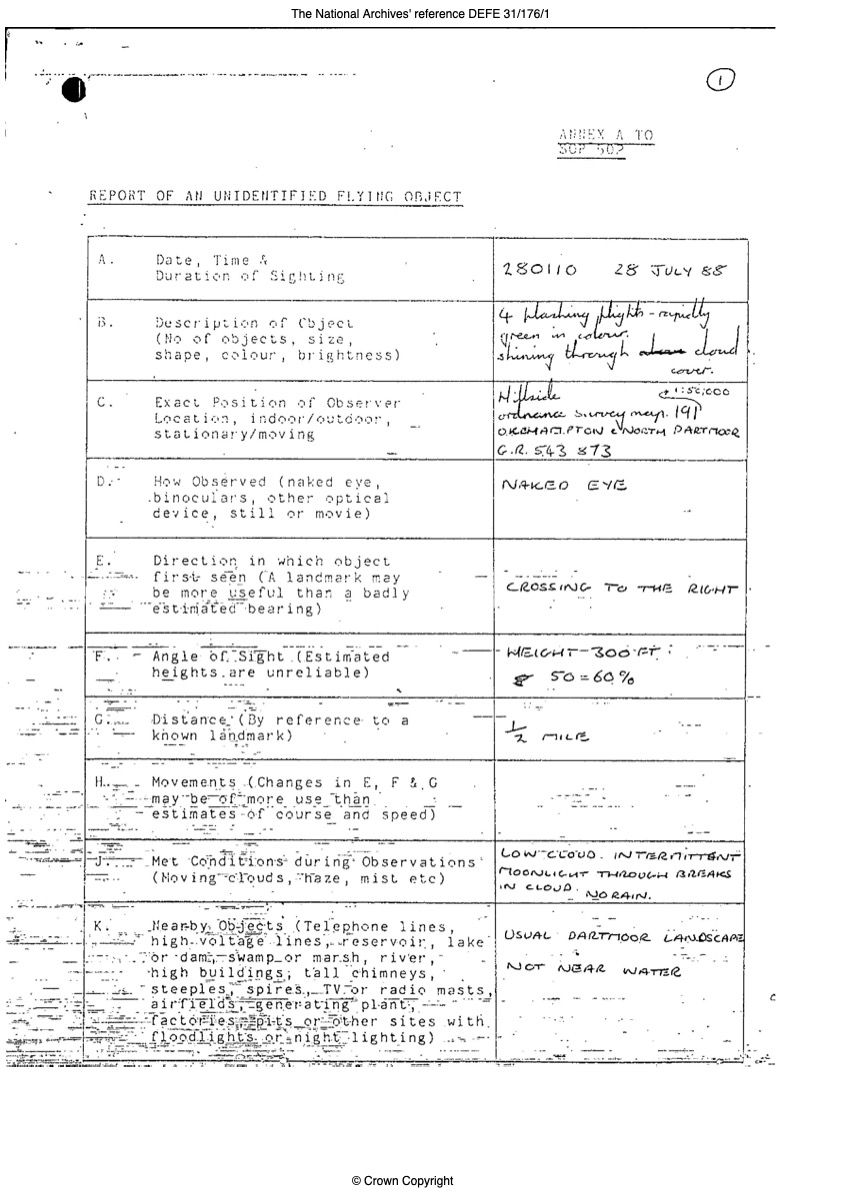 The National Archives' reference DEFE 31/176/1
1
ANNEX A TO
SOP 502
REPORT OF AN UNIDENTIFIED FLYING OBJECT
A. Date, Time &
Duration of Sighting
280110 28 JULY 88
B. Description of Object
(No of objects, size,
shape, colour, brightness)
4 flashing lights - rapidly
green in colour.
shining through cloud
cover.
C. Exact Position of Observer
Location, indoor/outdoor,
stationary/moving
Hillside 1:50,000
ordnance survey map. 191
OKEHAMPTON & NORTH DARTMOOR
G.R. 543 873
D. How Observed (naked eye,
binoculars, other optical
device, still or movie)
NAKED EYE
E. Direction in which object
first seen (A landmark may
be more useful than a badly
estimated bearing)
CROSSING TO THE RIGHT
F. Angle of Sight (Estimated
heights are unreliable)
HEIGHT - 300 FT.
50 = 60%
G. Distance (By reference to a
known landmark)
1/2 MILE
H. Movements (Changes in E, F & G
may be of more use than
estimates of course and speed)
J. Met Conditions during Observations
(Moving clouds, haze, mist etc)
LOW CLOUD. INTERMITTENT
MOONLIGHT THROUGH BREAKS
IN CLOUD. NO RAIN.
K. Nearby Objects (Telephone lines,
high voltage lines, reservoir, lake
or dam, swamp or marsh, river,
high buildings, tall chimneys,
steeples, spires, TV or radio masts,
airfields, generating plant,
factories, pits or other sites with
floodlights or night lighting)
USUAL DARTMOOR LANDSCAPE
NOT NEAR WATER
© Crown Copyright